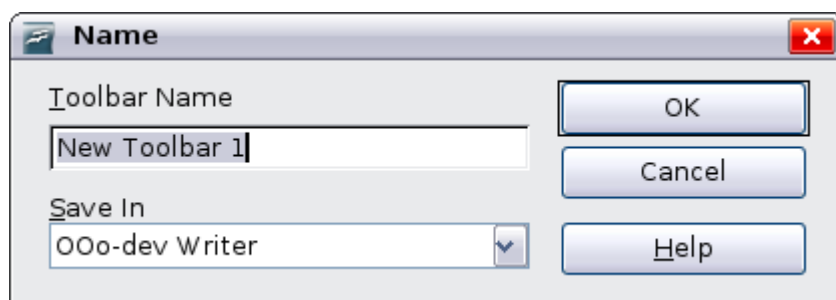 Name
Toolbar Name
New Toolbar 1
Save In
OOo-dev Writer
OK
Cancel
Help